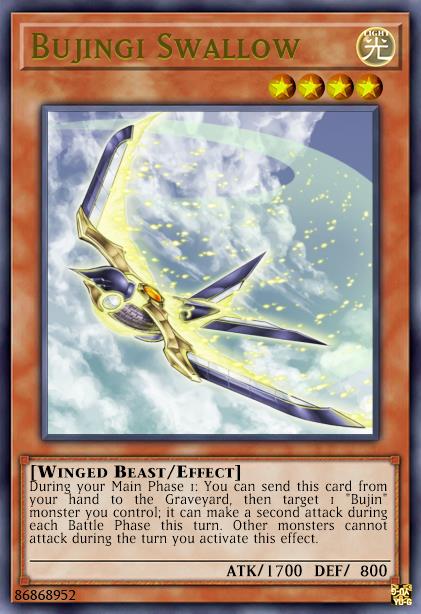 Bujingi Swallow
LIGHT
光
[Winged Beast/Effect]
During your Main Phase 1: You can send this card from
your hand to the Graveyard, then target 1 "Bujin"
monster you control; it can make a second attack during
each Battle Phase this turn. Other monsters cannot
attack during the turn you activate this effect.
ATK/1700 DEF/ 800
86868952